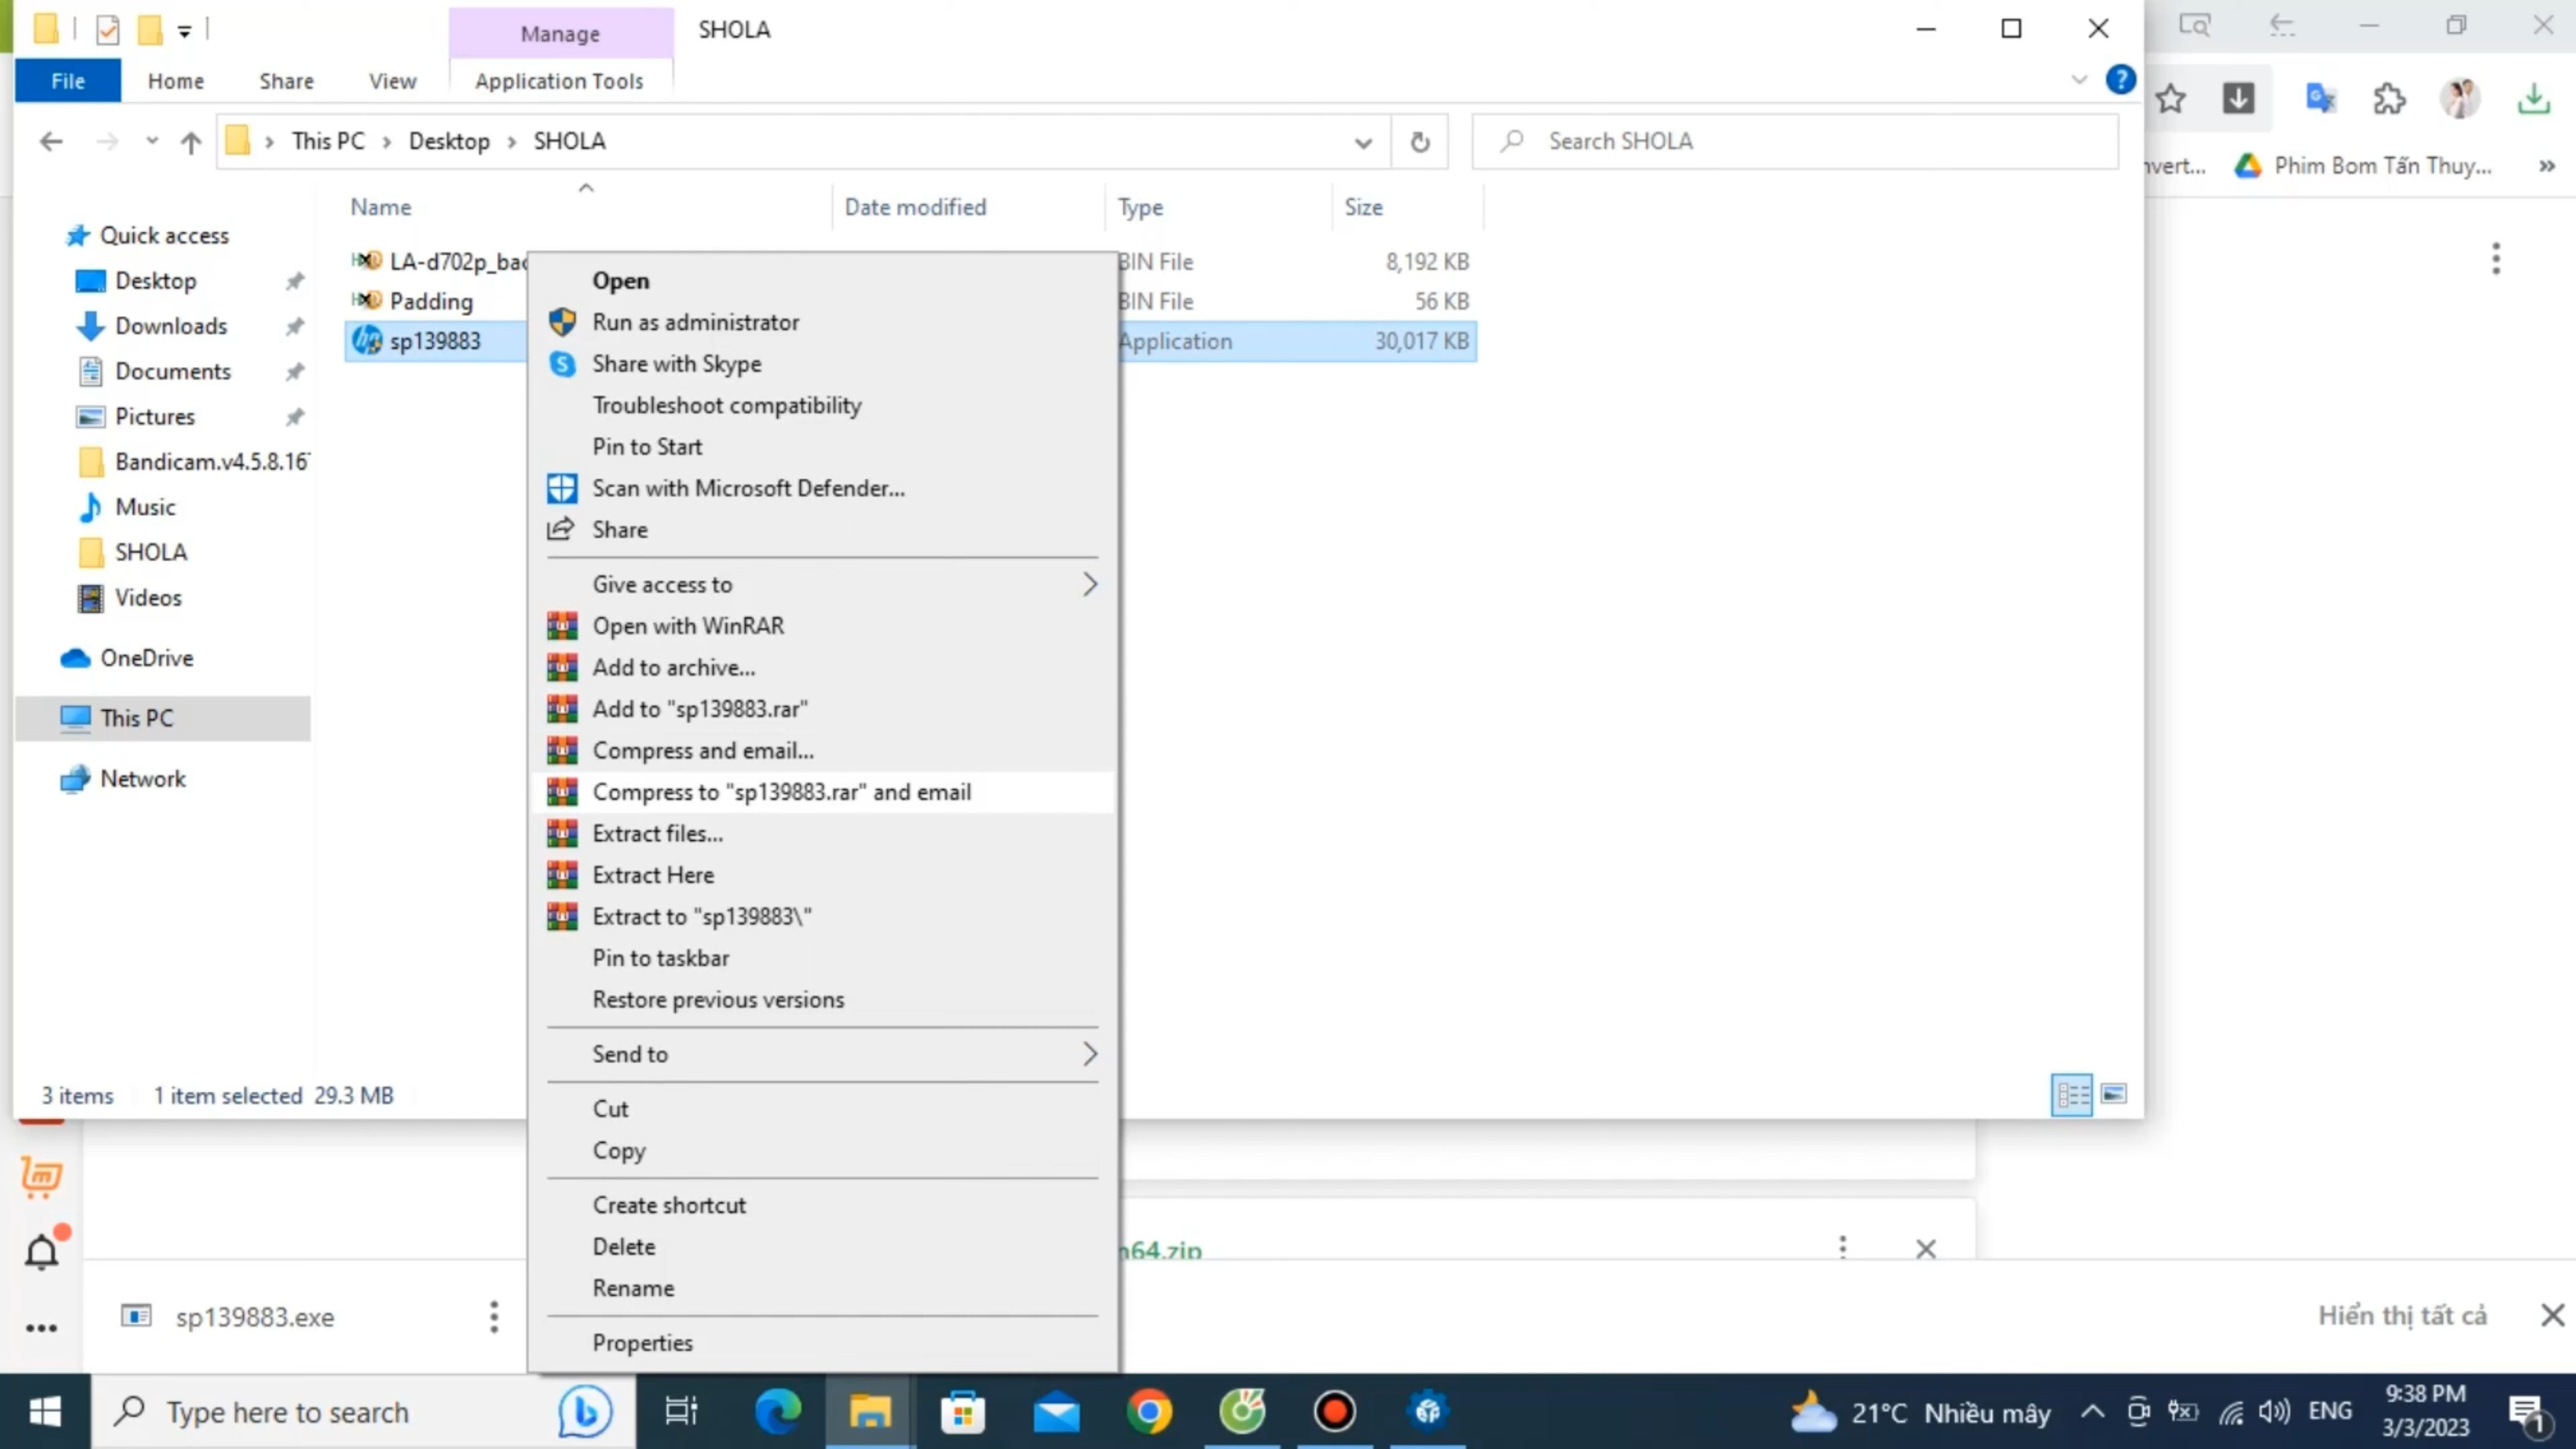 Manage
SHOLA
File
Home
Share
View
Application Tools
This PC
Desktop
SHOLA
Search SHOLA
Phim Bom Tấn Thuy...
Name
Date modified
Type
Size
LA-d702p_bac
BIN File
8,192 KB
Padding
BIN File
56 KB
sp139883
Application
30,017 KB
Quick access
Desktop
Downloads
Documents
Pictures
Bandicam.v4.5.8.16
Music
SHOLA
Videos
OneDrive
This PC
Network
Open
Run as administrator
Share with Skype
Troubleshoot compatibility
Pin to Start
Scan with Microsoft Defender...
Share
Give access to
Open with WinRAR
Add to archive...
Add to "sp139883.rar"
Compress and email...
Compress to "sp139883.rar" and email
Extract files...
Extract Here
Extract to "sp139883\"
Pin to taskbar
Restore previous versions
Send to
Cut
Copy
Create shortcut
Delete
Rename
Properties
3 items
1 item selected 29.3 MB
n64.zip
sp139883.exe
Hiển thị tất cả
Type here to search
21°C Nhiều mây
ENG
9:38 PM
3/3/2023
1